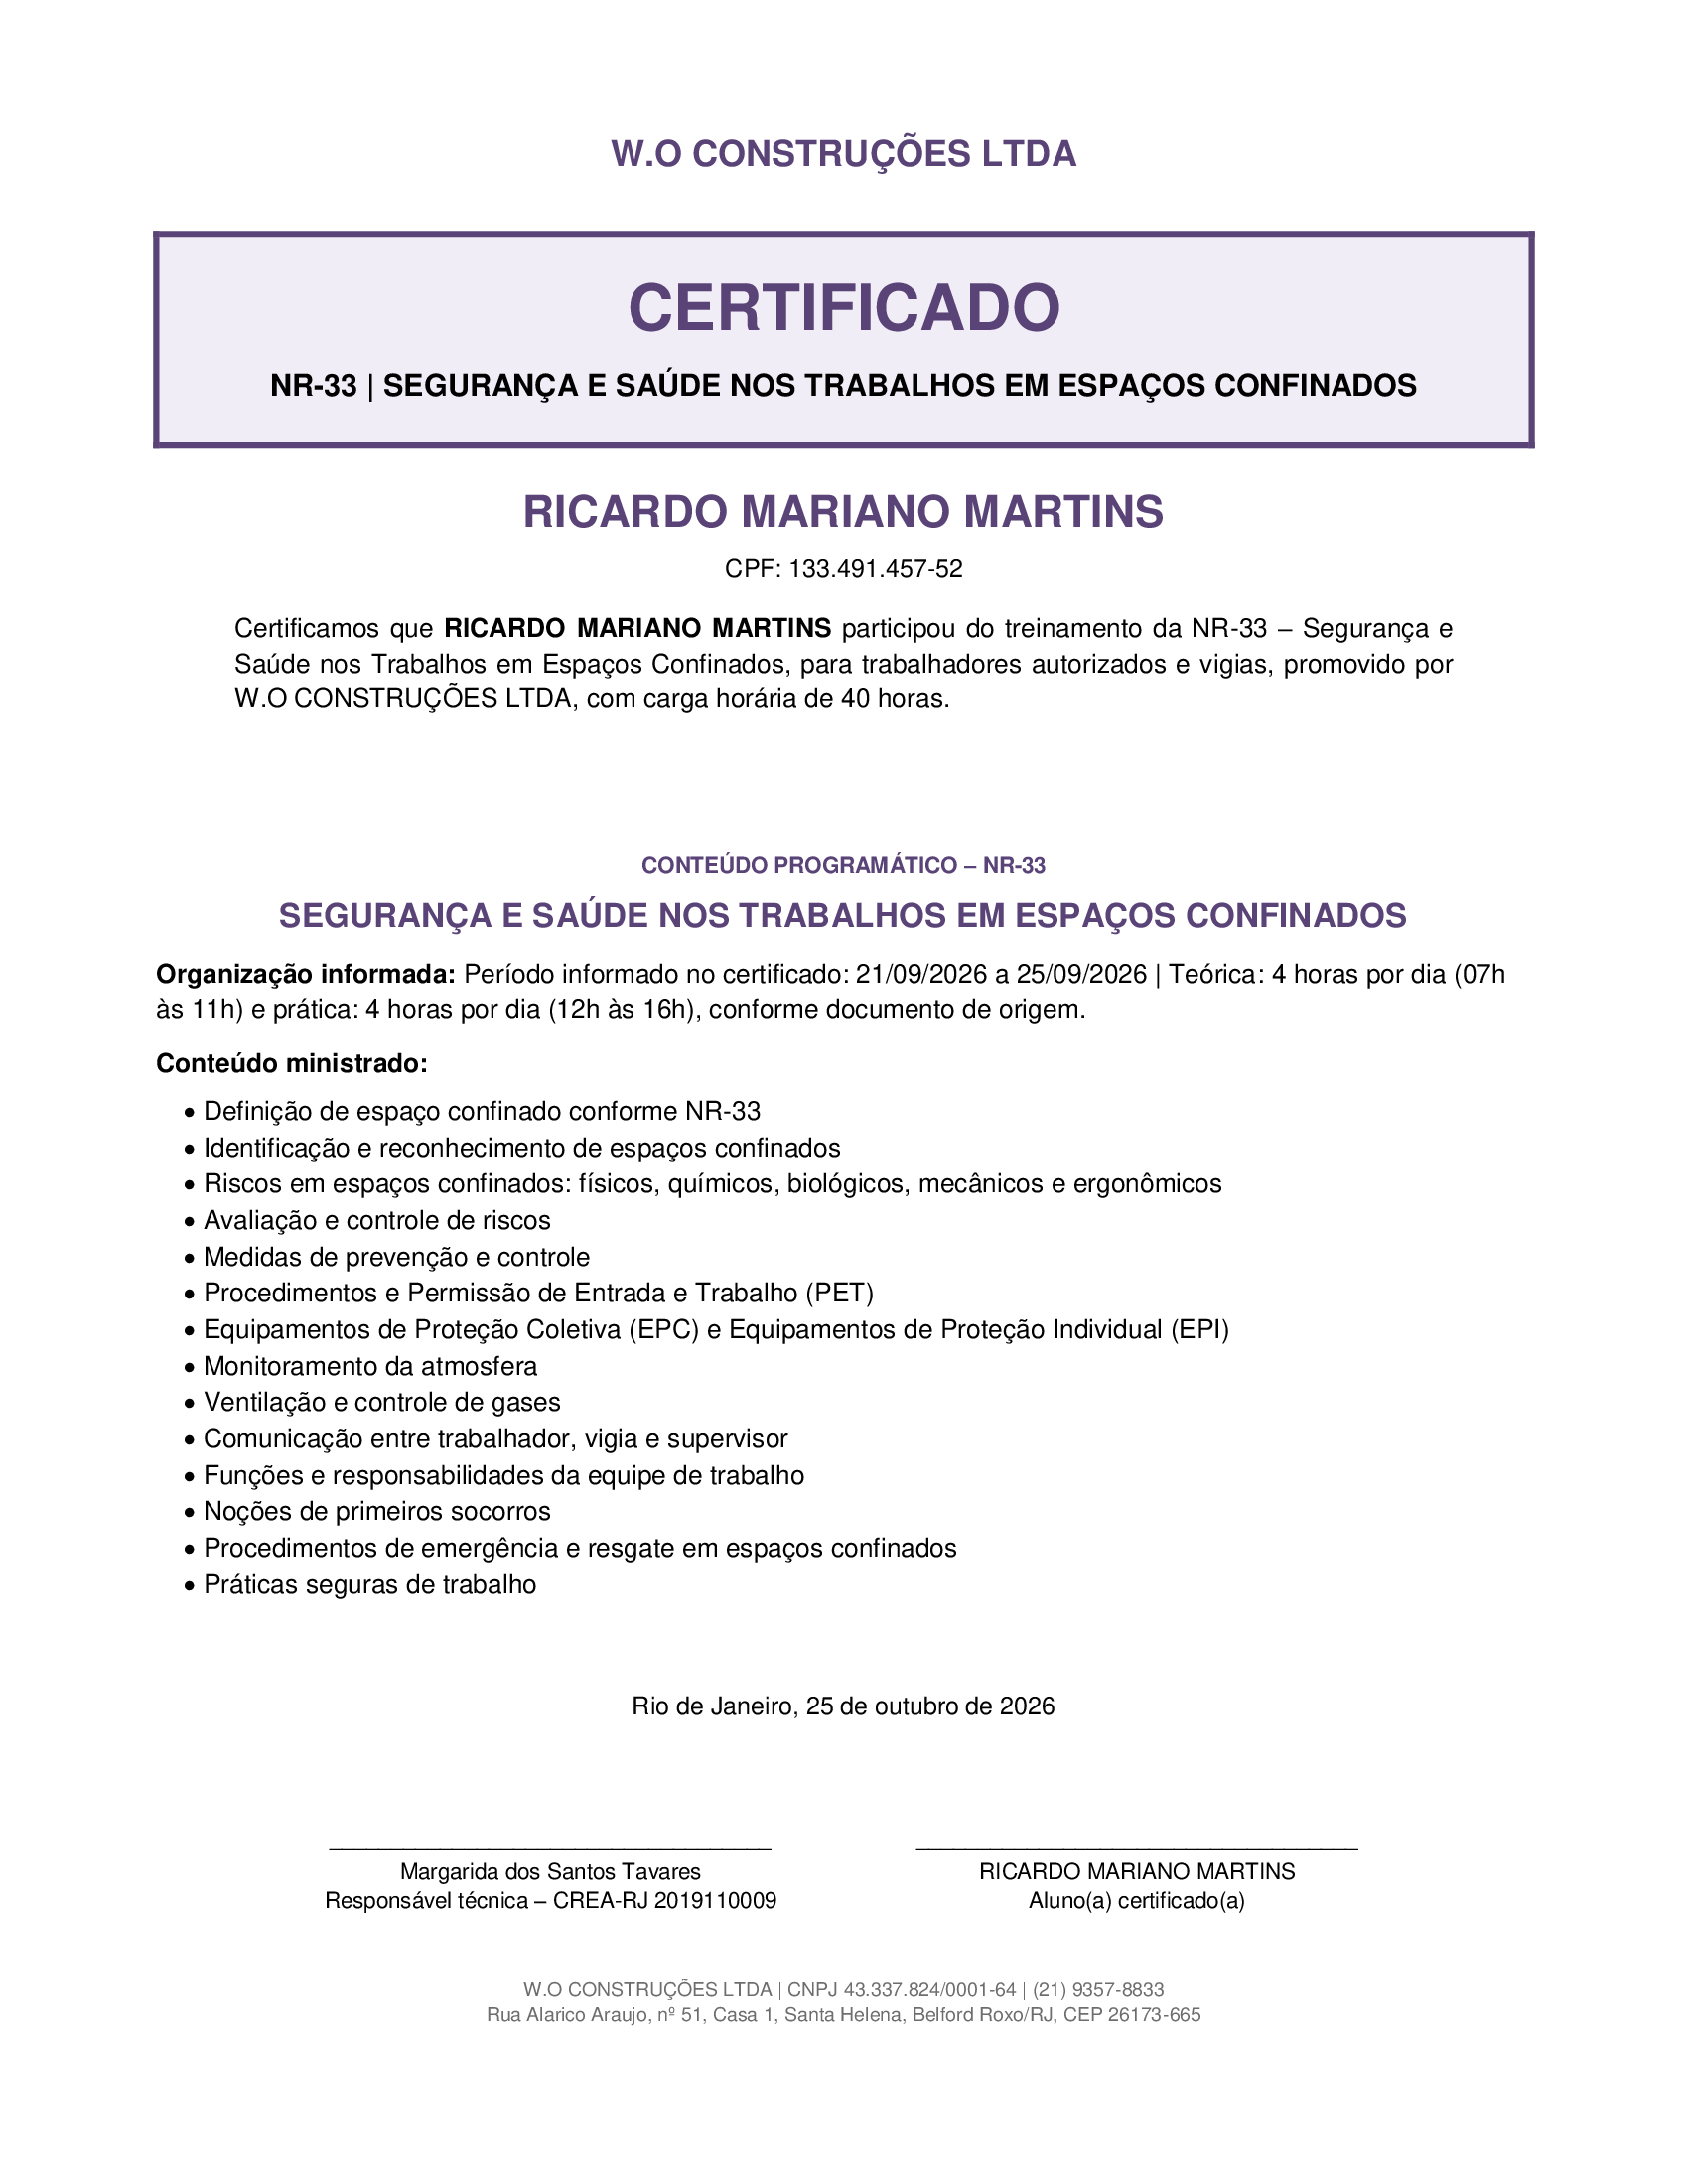 W.O CONSTRUÇÕES LTDA
CERTIFICADO
NR-33 | SEGURANÇA E SAÚDE NOS TRABALHOS EM ESPAÇOS CONFINADOS
RICARDO MARIANO MARTINS
CPF: 133.491.457-52
Certificamos que RICARDO MARIANO MARTINS participou do treinamento da NR-33 – Segurança e
Saúde nos Trabalhos em Espaços Confinados, para trabalhadores autorizados e vigias, promovido por
W.O CONSTRUÇÕES LTDA, com carga horária de 40 horas.
CONTEÚDO PROGRAMÁTICO – NR-33
SEGURANÇA E SAÚDE NOS TRABALHOS EM ESPAÇOS CONFINADOS
Organização informada: Período informado no certificado: 21/09/2026 a 25/09/2026 | Teórica: 4 horas por dia (07h
às 11h) e prática: 4 horas por dia (12h às 16h), conforme documento de origem.
Conteúdo ministrado:
• Definição de espaço confinado conforme NR-33
• Identificação e reconhecimento de espaços confinados
• Riscos em espaços confinados: físicos, químicos, biológicos, mecânicos e ergonômicos
• Avaliação e controle de riscos
• Medidas de prevenção e controle
• Procedimentos e Permissão de Entrada e Trabalho (PET)
• Equipamentos de Proteção Coletiva (EPC) e Equipamentos de Proteção Individual (EPI)
• Monitoramento da atmosfera
• Ventilação e controle de gases
• Comunicação entre trabalhador, vigia e supervisor
• Funções e responsabilidades da equipe de trabalho
• Noções de primeiros socorros
• Procedimentos de emergência e resgate em espaços confinados
• Práticas seguras de trabalho
Rio de Janeiro, 25 de outubro de 2026
Margarida dos Santos Tavares
Responsável técnica – CREA-RJ 2019110009
RICARDO MARIANO MARTINS
Aluno(a) certificado(a)
W.O CONSTRUÇÕES LTDA | CNPJ 43.337.824/0001-64 | (21) 9357-8833
Rua Alarico Araujo, nº 51, Casa 1, Santa Helena, Belford Roxo/RJ, CEP 26173-665